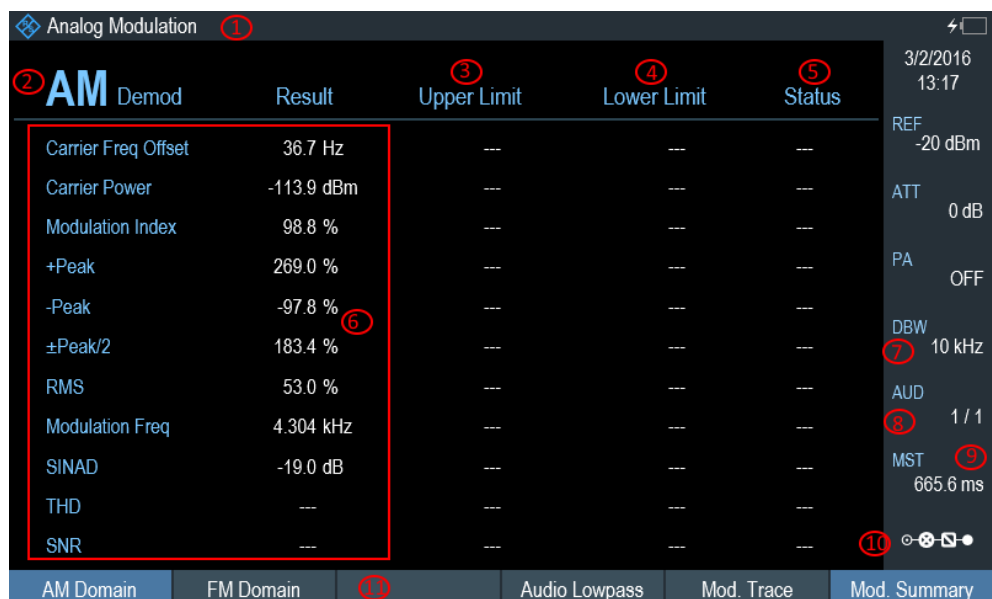 Analog Modulation 1
3/2/2016
13:17
2 AM Demod Result 3 Upper Limit 4 Lower Limit 5 Status
REF
-20 dBm
Carrier Freq Offset 36.7 Hz --- --- ---
Carrier Power -113.9 dBm --- --- ---
ATT
0 dB
Modulation Index 98.8 % --- --- ---
+Peak 269.0 % --- --- ---
PA
OFF
-Peak -97.8 % 6 --- --- ---
±Peak/2 183.4 % --- --- ---
DBW
7 10 kHz
RMS 53.0 % --- --- ---
AUD
8 1 / 1
Modulation Freq 4.304 kHz --- --- ---
SINAD -19.0 dB --- --- ---
MST 9
665.6 ms
THD --- --- --- ---
SNR --- --- --- ---
10
AM Domain FM Domain 11 Audio Lowpass Mod. Trace Mod. Summary